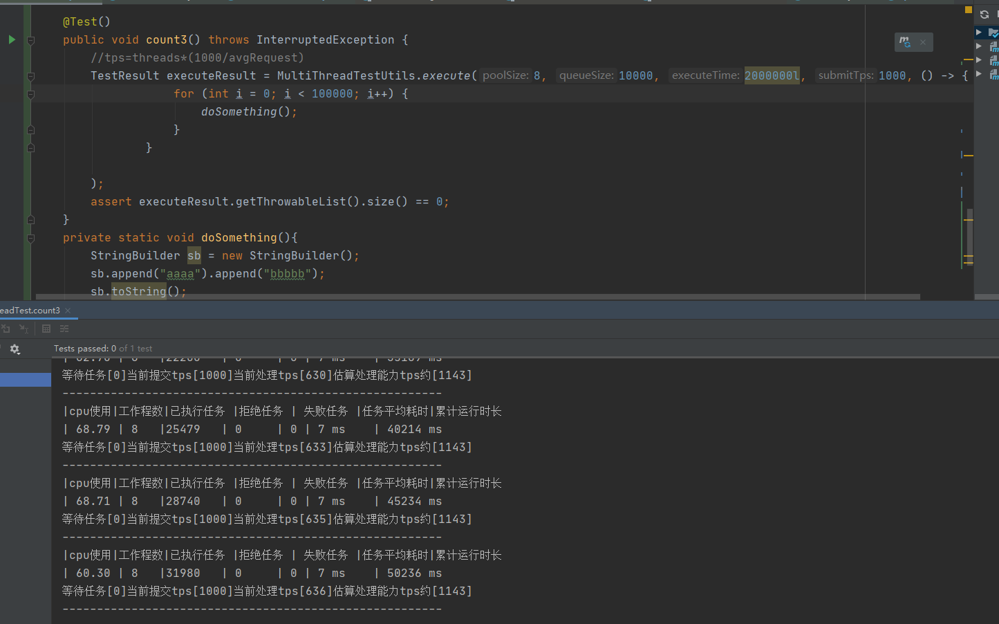 @Test()
public void count3() throws InterruptedException {
//tps=threads*(1000/avgRequest)
TestResult executeResult = MultiThreadTestUtils.execute( poolSize: 8, queueSize: 10000, executeTime: 2000000l, submitTps: 1000, () -> {
for (int i = 0; i < 100000; i++) {
doSomething();
}
}
);
assert executeResult.getThrowableList().size() == 0;
}
private static void doSomething(){
StringBuilder sb = new StringBuilder();
sb.append("aaaa").append("bbbbb");
sb.toString();
eadTest.count3
Tests passed: 0 of 1 test
等待任务[0]当前提交tps[1000]当前处理tps[630]估算处理能力tps约[1143]
-------------------------------------------------------
|cpu使用|工作程数|已执行任务 |拒绝任务 | 失败任务 |任务平均耗时|累计运行时长
| 68.79 | 8 |25479 | 0 | 0 | 7 ms | 40214 ms
等待任务[0]当前提交tps[1000]当前处理tps[633]估算处理能力tps约[1143]
-------------------------------------------------------
|cpu使用|工作程数|已执行任务 |拒绝任务 | 失败任务 |任务平均耗时|累计运行时长
| 68.71 | 8 |28740 | 0 | 0 | 7 ms | 45234 ms
等待任务[0]当前提交tps[1000]当前处理tps[635]估算处理能力tps约[1143]
-------------------------------------------------------
|cpu使用|工作程数|已执行任务 |拒绝任务 | 失败任务 |任务平均耗时|累计运行时长
| 60.30 | 8 |31980 | 0 | 0 | 7 ms | 50236 ms
等待任务[0]当前提交tps[1000]当前处理tps[636]估算处理能力tps约[1143]
-------------------------------------------------------